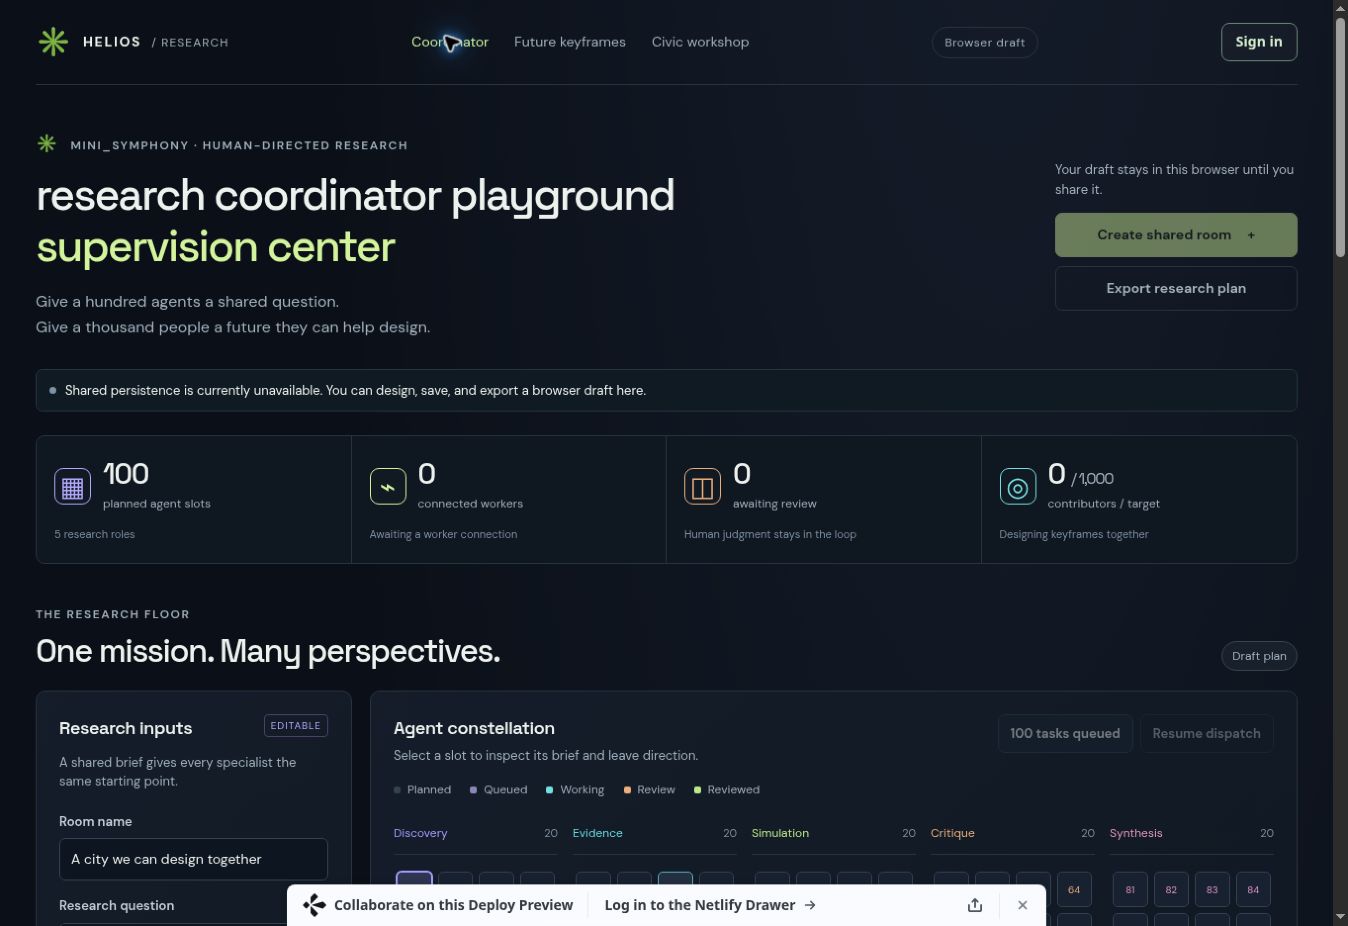 HELIOS / RESEARCH
Coordinator Future keyframes Civic workshop
Browser draft
Sign in
MINI_SYMPHONY · HUMAN-DIRECTED RESEARCH
research coordinator playground
supervision center
Give a hundred agents a shared question.
Give a thousand people a future they can help design.
Your draft stays in this browser until you
share it.
Create shared room +
Export research plan
Shared persistence is currently unavailable. You can design, save, and export a browser draft here.
100
planned agent slots
5 research roles
0
connected workers
Awaiting a worker connection
0
awaiting review
Human judgment stays in the loop
0 / 1,000
contributors / target
Designing keyframes together
THE RESEARCH FLOOR
One mission. Many perspectives.
Draft plan
Research inputs
EDITABLE
A shared brief gives every specialist the
same starting point.
Room name
A city we can design together
Research question
Agent constellation
Select a slot to inspect its brief and leave direction.
100 tasks queued
Resume dispatch
Planned Queued Working Review Reviewed
Discovery 20 Evidence 20 Simulation 20 Critique 20 Synthesis 20
64 81 82 83 84
Collaborate on this Deploy Preview
Log in to the Netlify Drawer →